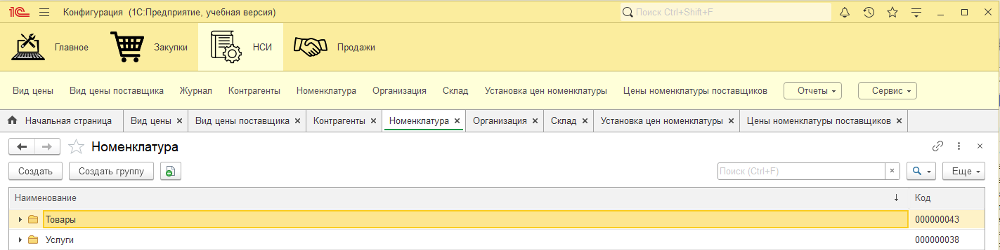 1С Конфигурация (1С:Предприятие, учебная версия) Поиск Ctrl+Shift+F
Главное Закупки НСИ Продажи
Вид цены Вид цены поставщика Журнал Контрагенты Номенклатура Организация Склад Установка цен номенклатуры Цены номенклатуры поставщиков Отчеты Сервис
Начальная страница Вид цены Вид цены поставщика Контрагенты Номенклатура Организация Склад Установка цен номенклатуры Цены номенклатуры поставщиков
Номенклатура
Создать Создать группу Поиск (Ctrl+F) Еще
Наименование Код
Товары 000000043
Услуги 000000038